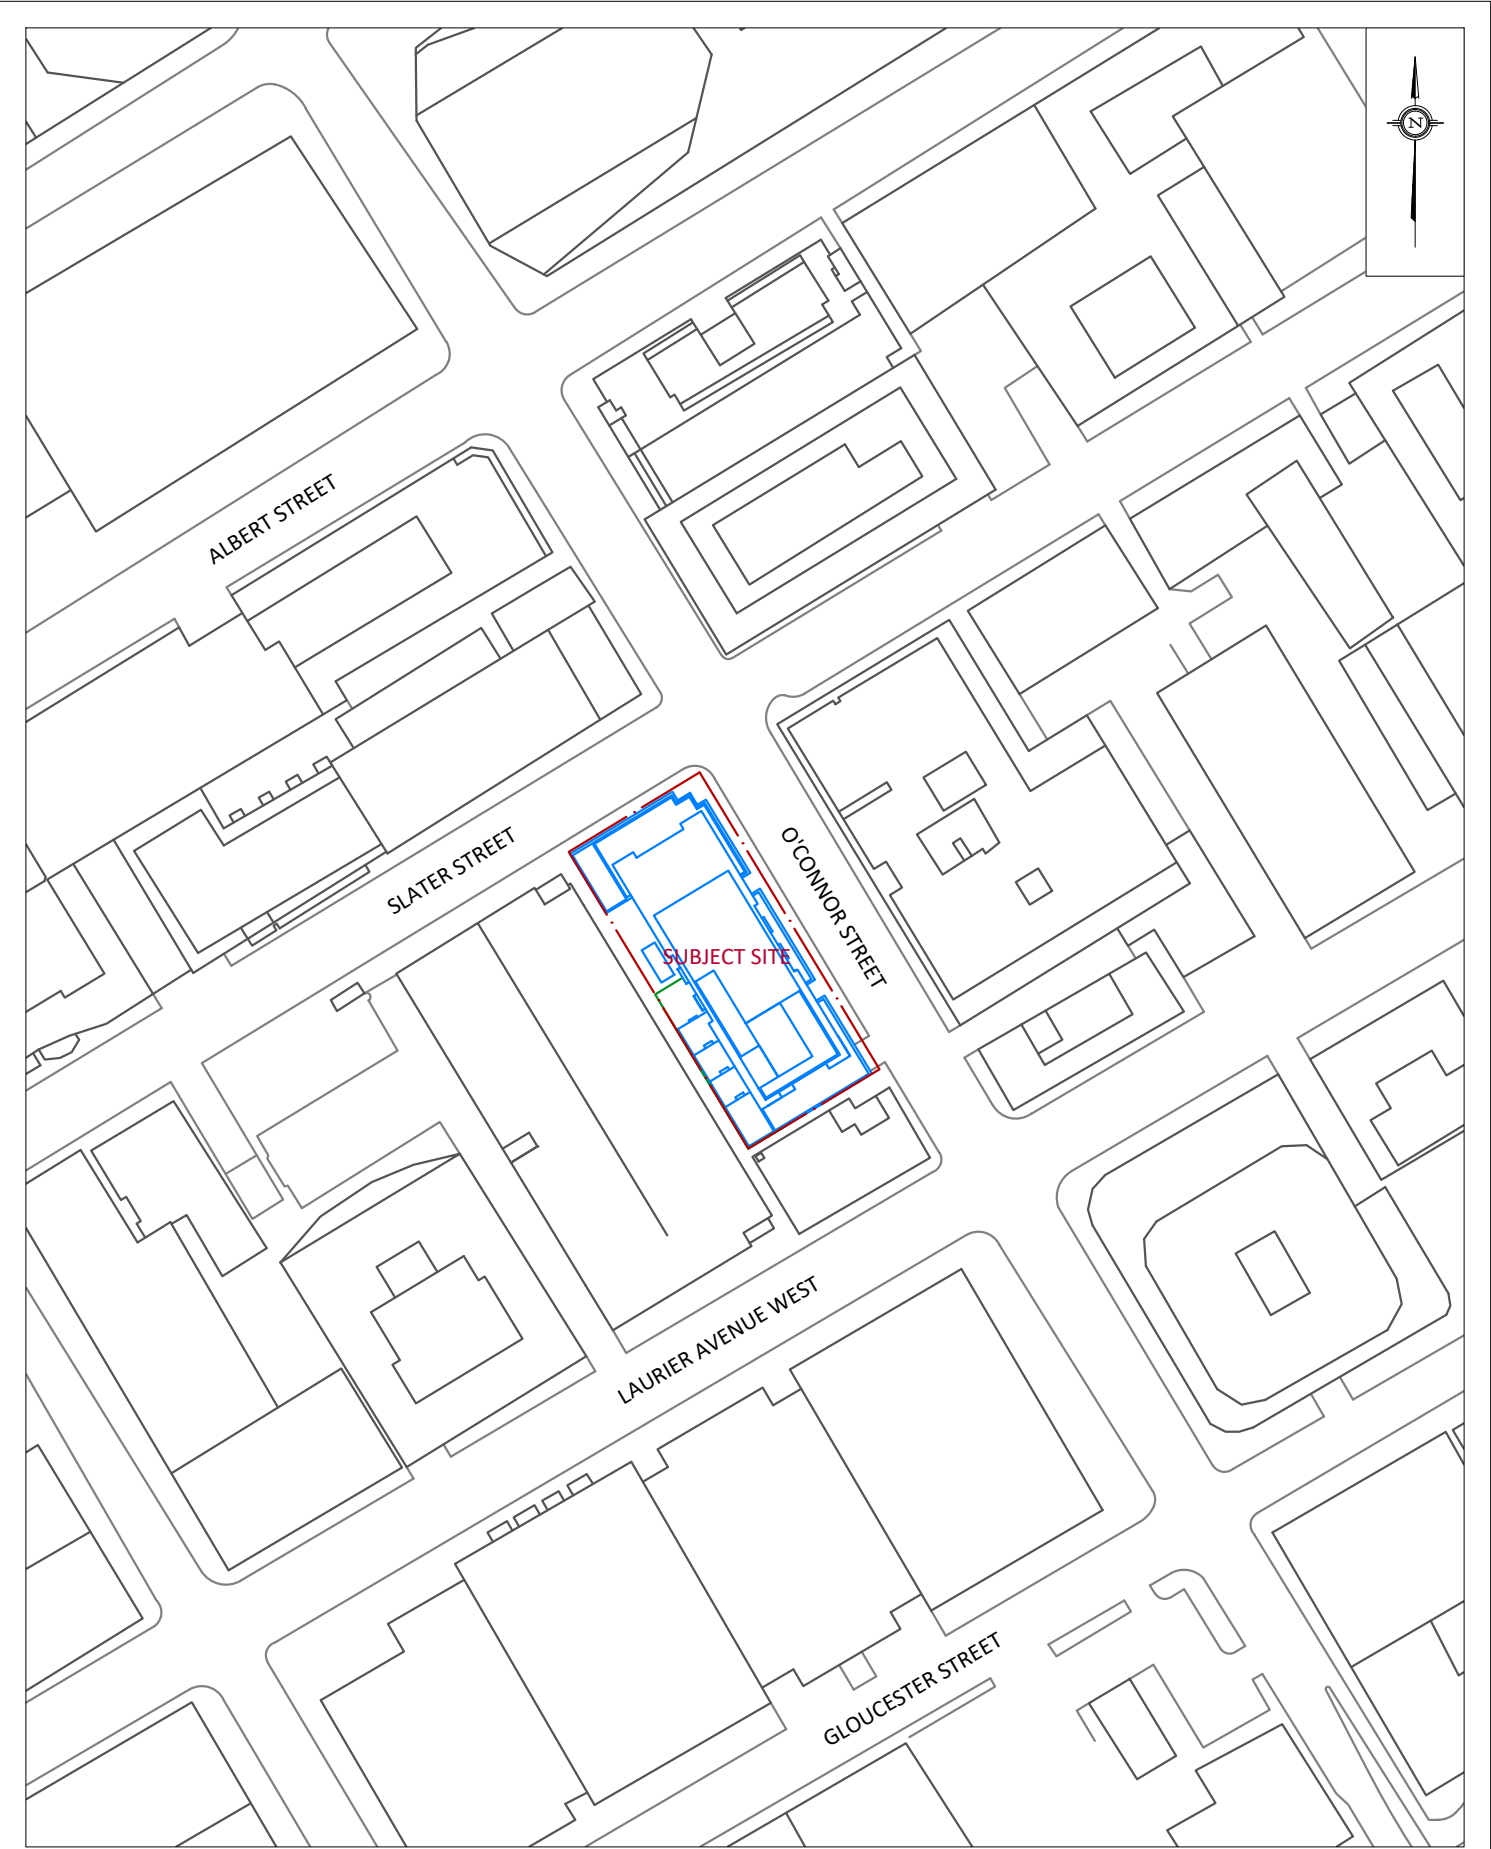 N
ALBERT STREET
SLATER STREET
O'CONNOR STREET
SUBJECT SITE
LAURIER AVENUE WEST
GLOUCESTER STREET